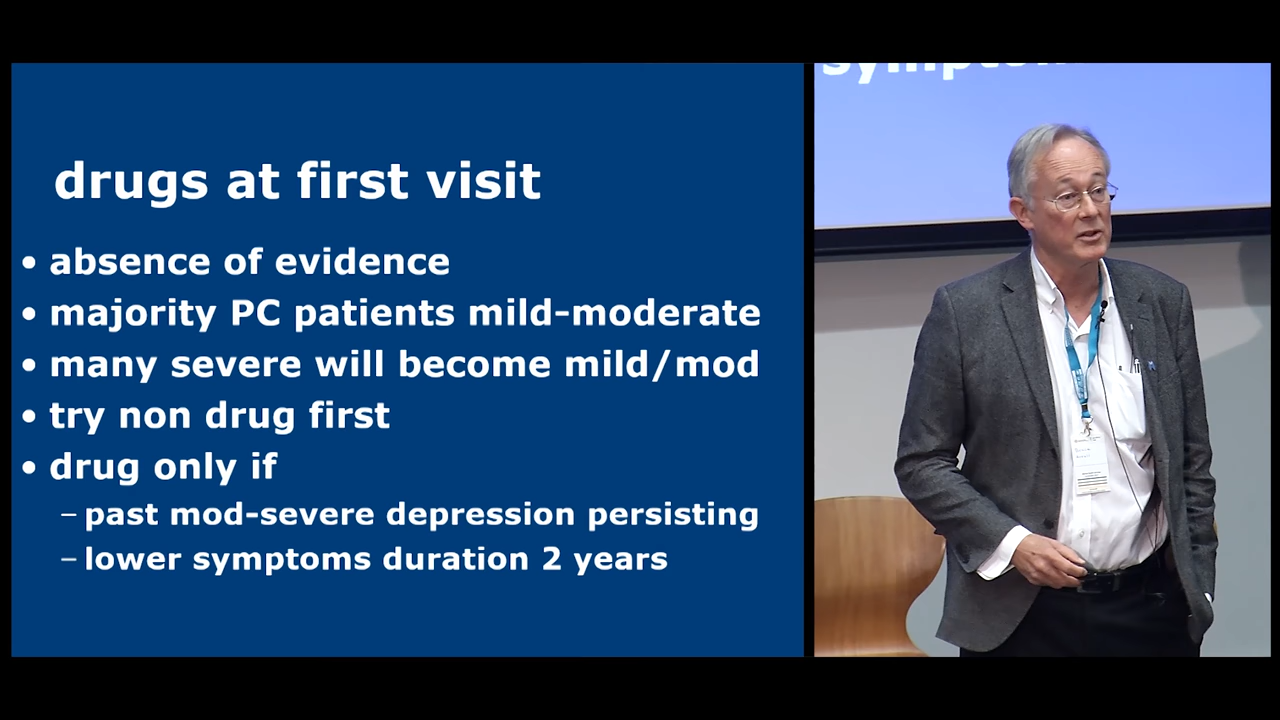 drugs at first visit
• absence of evidence
• majority PC patients mild-moderate
• many severe will become mild/mod
• try non drug first
• drug only if
– past mod-severe depression persisting
– lower symptoms duration 2 years